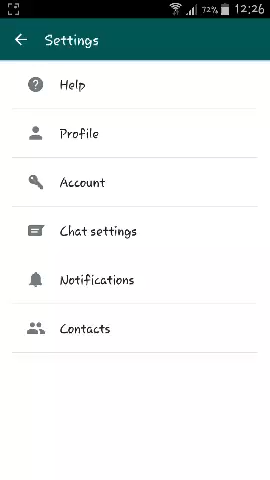 72% 12:26
Settings
Help
Profile
Account
Chat settings
Notifications
Contacts